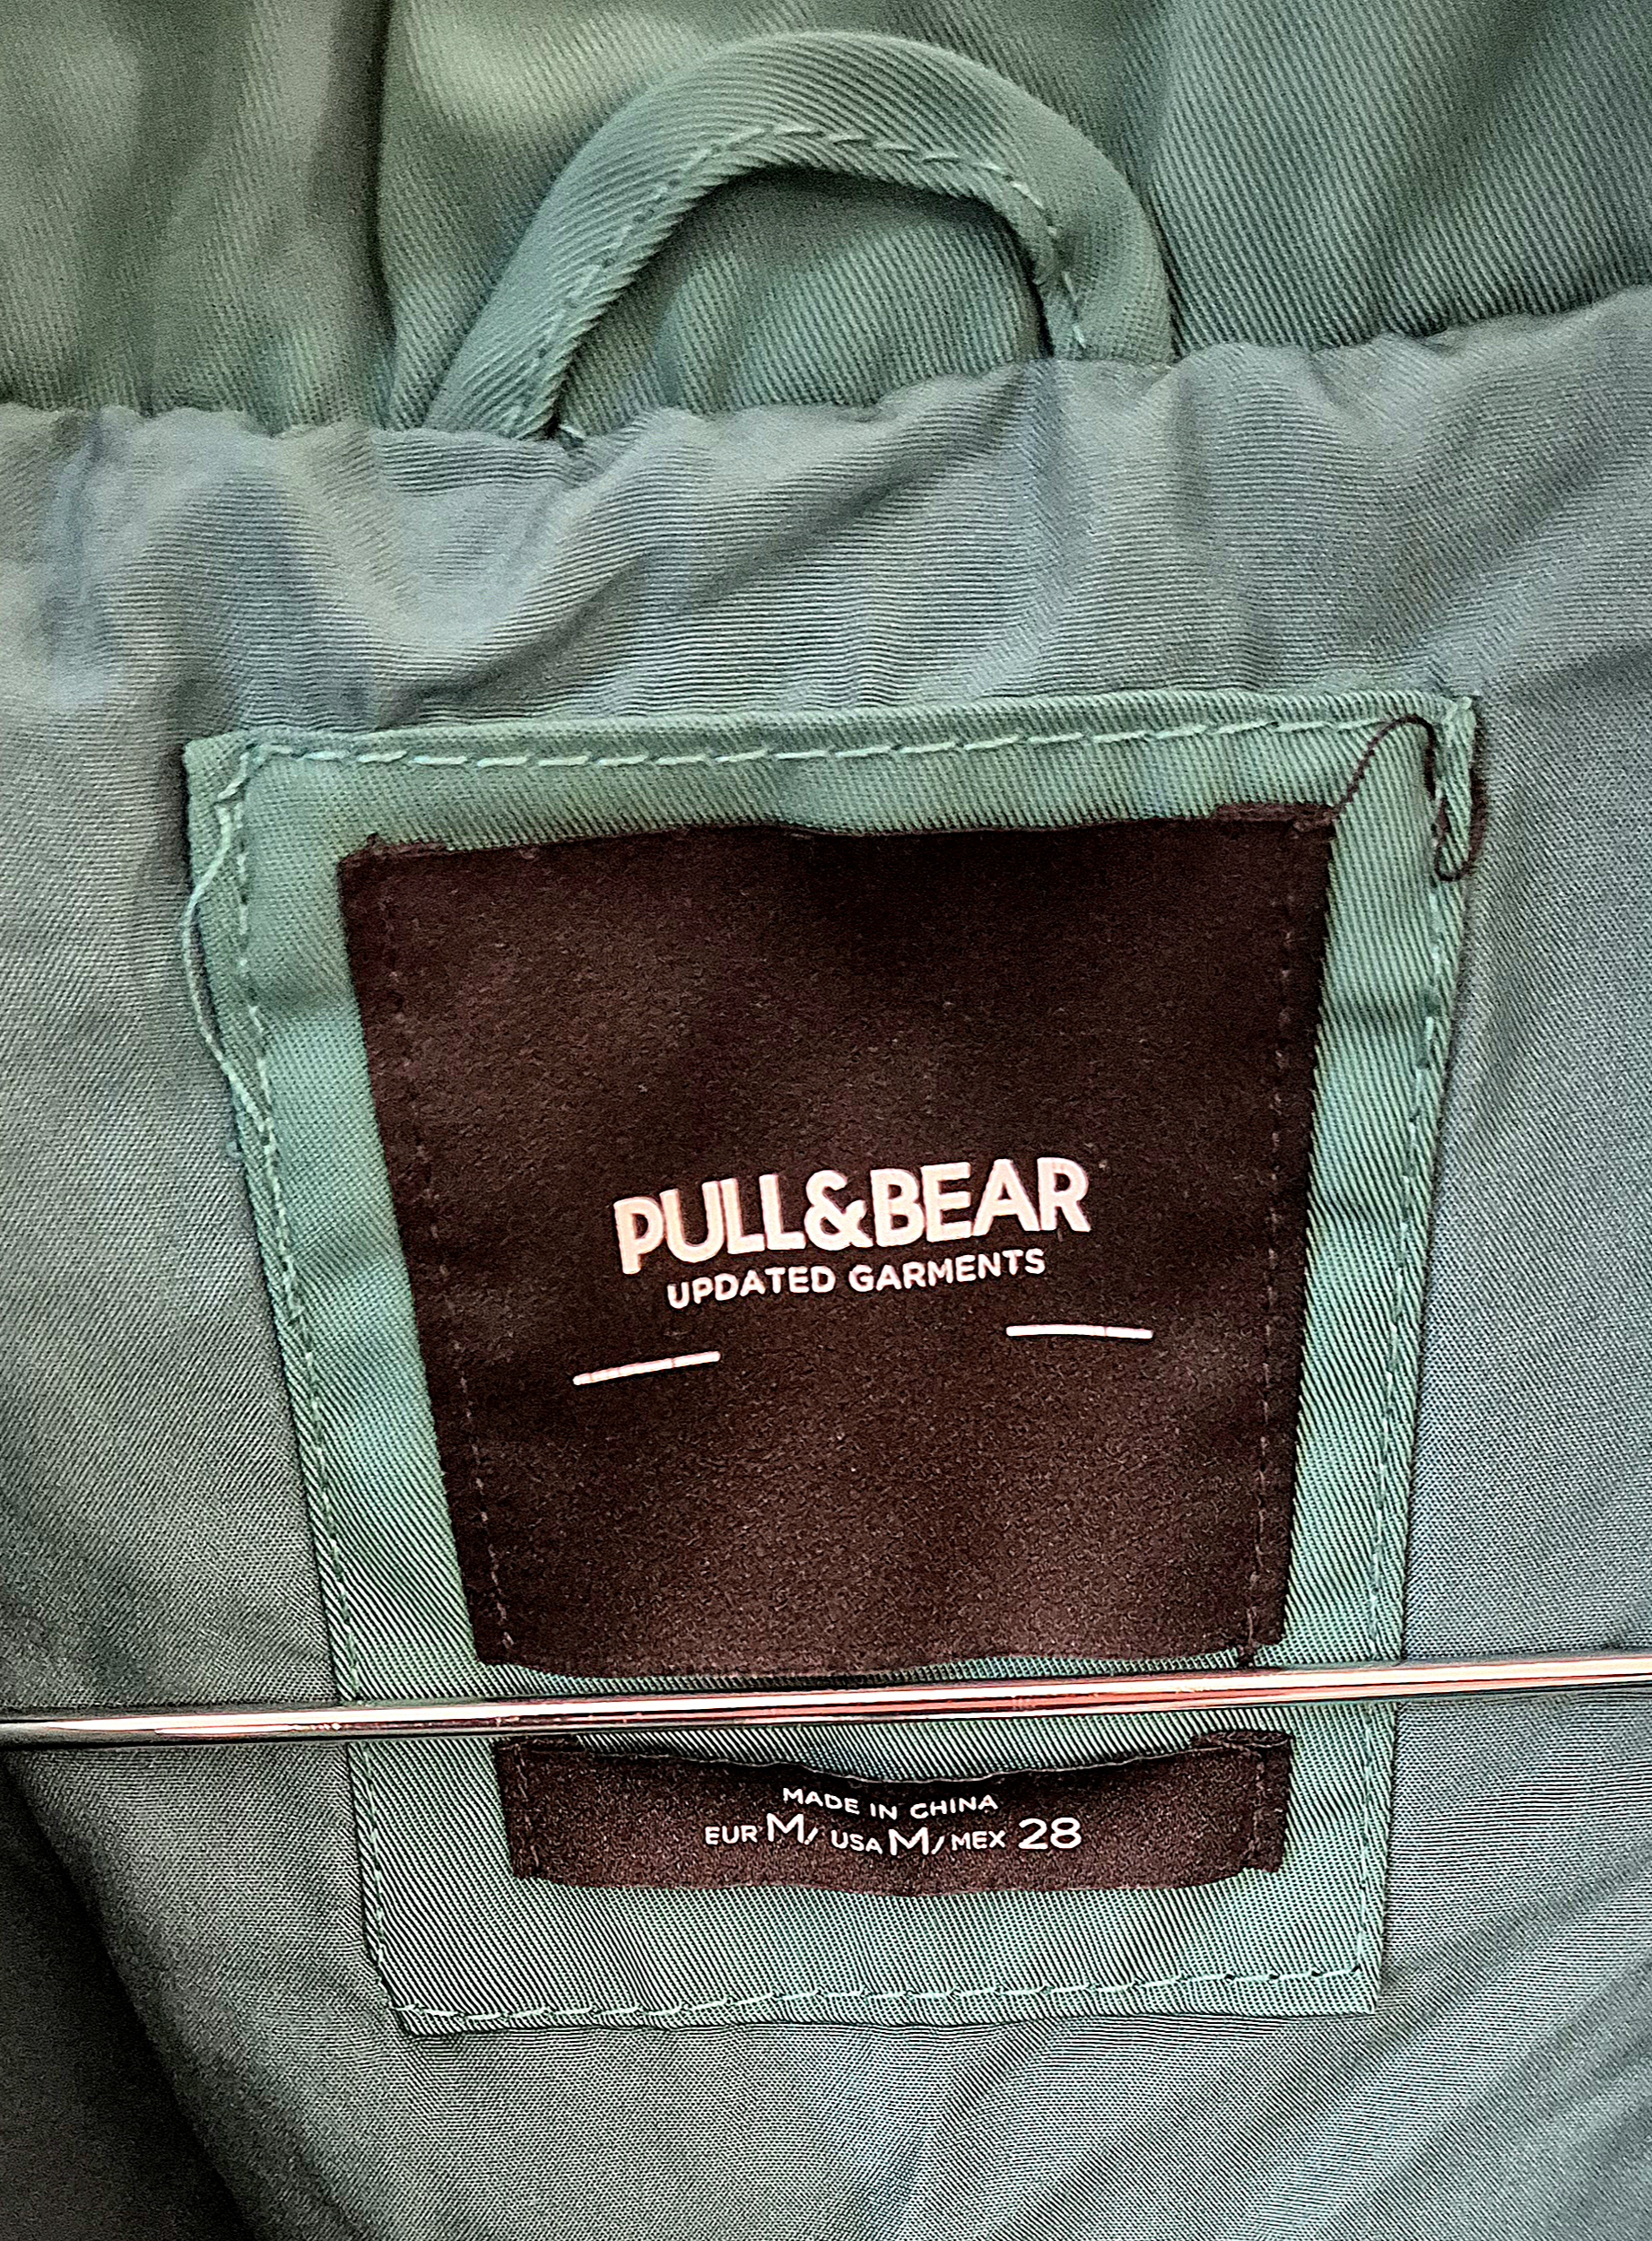 PULL&BEAR
UPDATED GARMENTS
MADE IN CHINA
EUR M/ USA M/ MEX 28